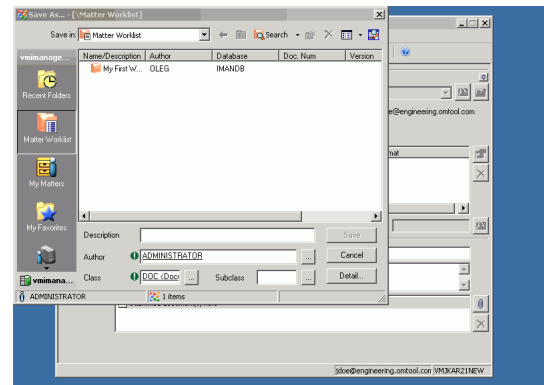 Save As... - [\Matter Worklist]
Save in: Matter Worklist
Search
vmimanage...
Name/Description Author Database Doc. Num Version
My First W... OLEG IMANDB
Recent Folders
Matter Worklist
My Matters
My Favorites
e@engineering.omtool.com
mat
Description
Save
Author ADMINISTRATOR ... Cancel
Class DOC <Docu ... Subclass ... Detail...
vmimana...
ADMINISTRATOR 1 items
jdoe@engineering.omtool.com VMJKAR21NEW